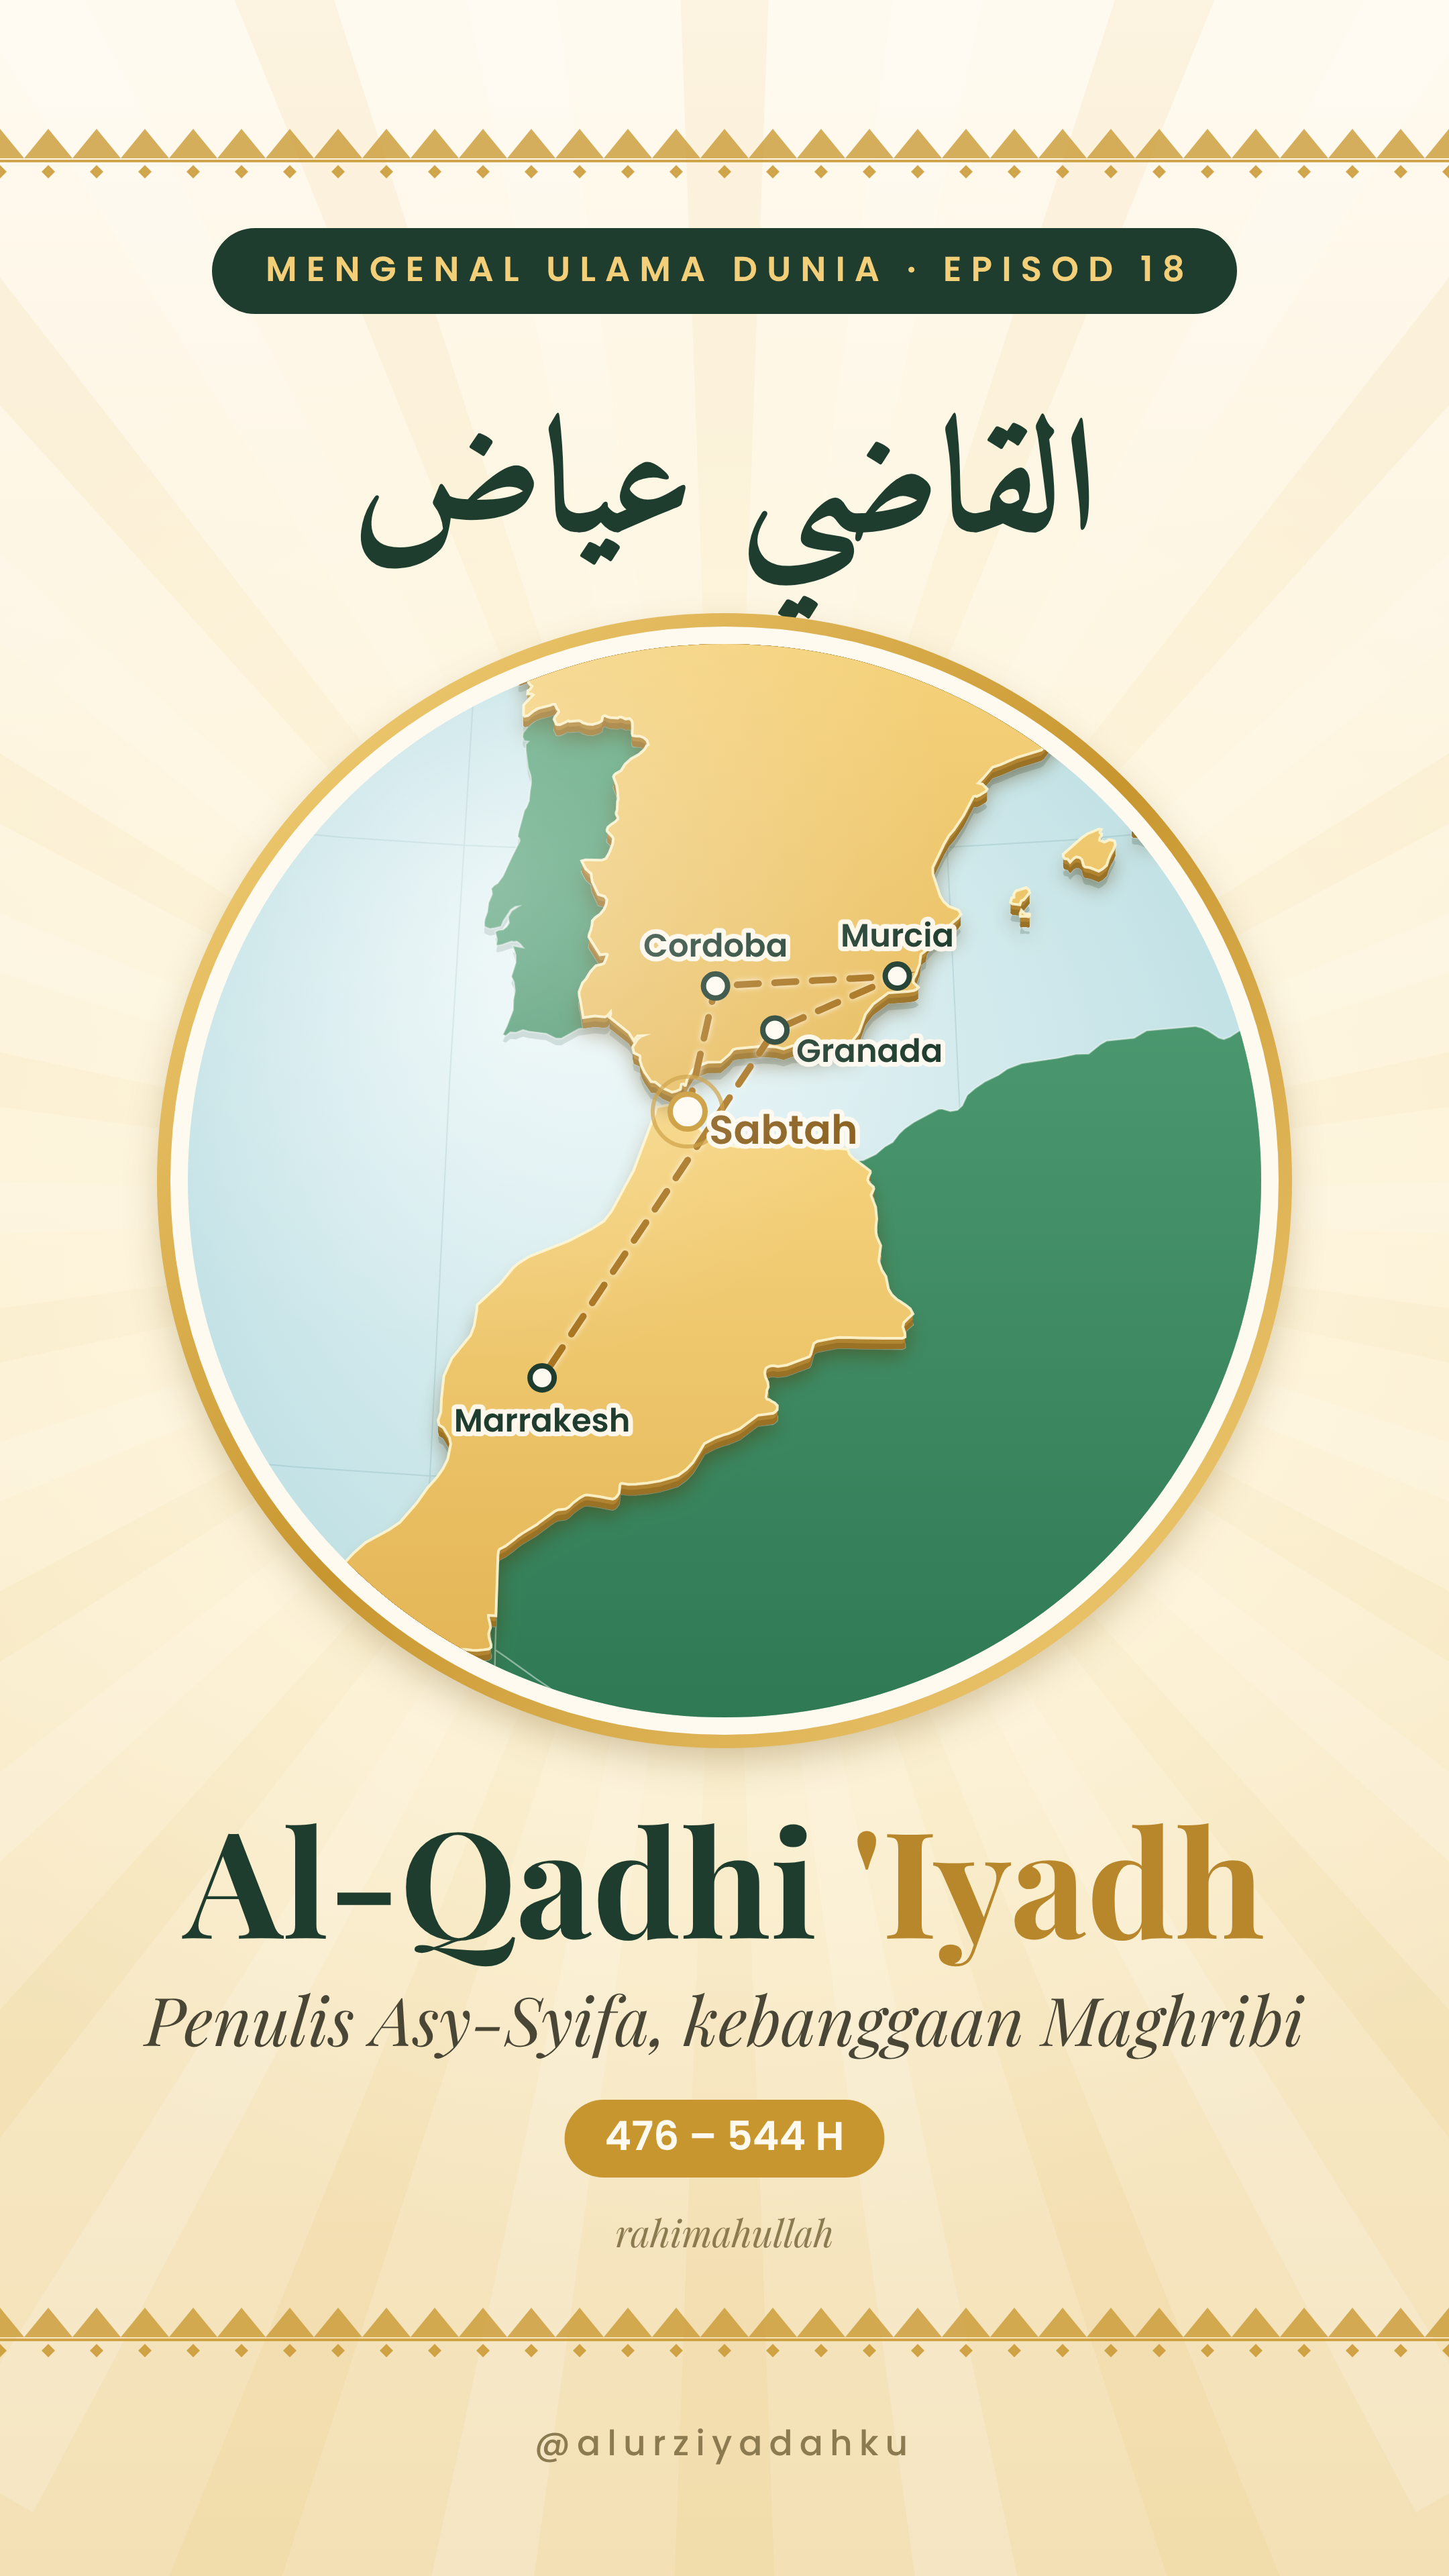 MENGENAL ULAMA DUNIA · EPISOD 18
القاضي عياض
Cordoba
Murcia
Granada
Sabtah
Marrakesh
Al-Qadhi 'Iyadh
Penulis Asy-Syifa, kebanggaan Maghribi
476 – 544 H
rahimahullah
@alurziyadahku